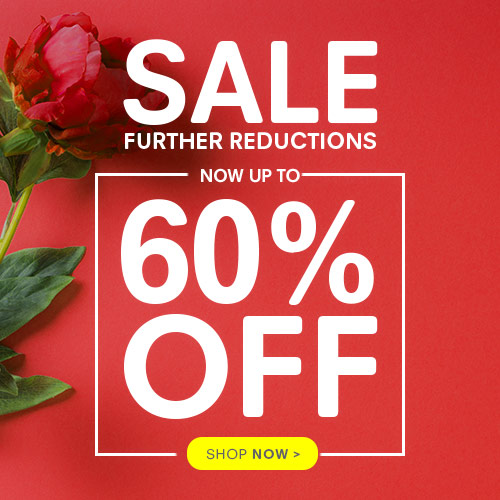 SALE
FURTHER REDUCTIONS
NOW UP TO
60%
OFF
SHOP NOW >